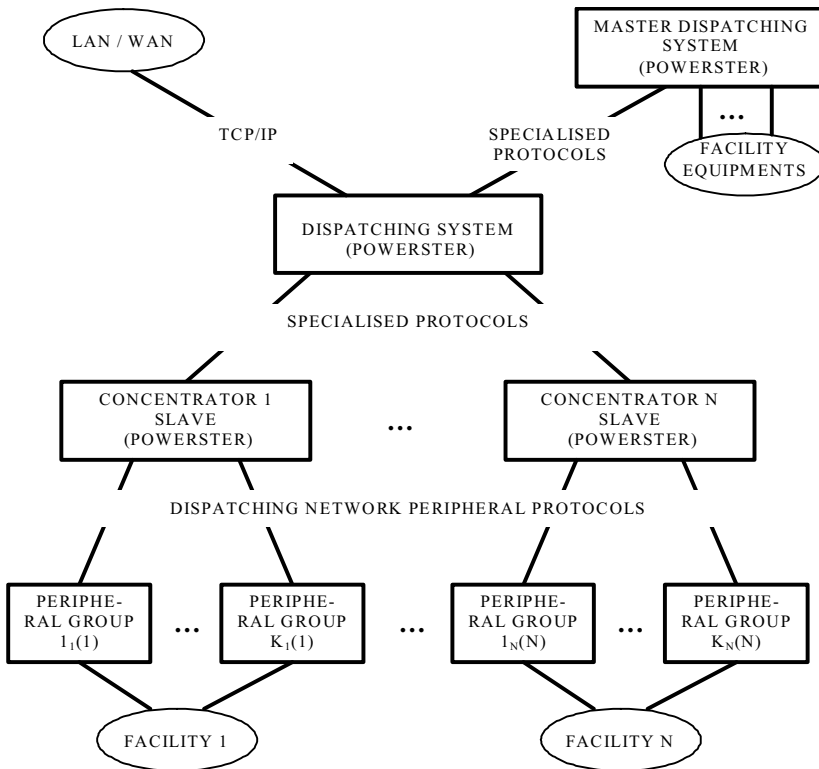 LAN / WAN
MASTER DISPATCHING
SYSTEM
(POWERSTER)
...
TCP/IP
SPECIALISED
PROTOCOLS
FACILITY
EQUIPMENTS
DISPATCHING SYSTEM
(POWERSTER)
SPECIALISED PROTOCOLS
CONCENTRATOR 1
SLAVE
(POWERSTER)
...
CONCENTRATOR N
SLAVE
(POWERSTER)
DISPATCHING NETWORK PERIPHERAL PROTOCOLS
PERIPHE-
RAL GROUP
1₁(1)
...
PERIPHE-
RAL GROUP
K₁(1)
...
PERIPHE-
RAL GROUP
1ₙ(N)
...
PERIPHE-
RAL GROUP
Kₙ(N)
FACILITY 1
FACILITY N